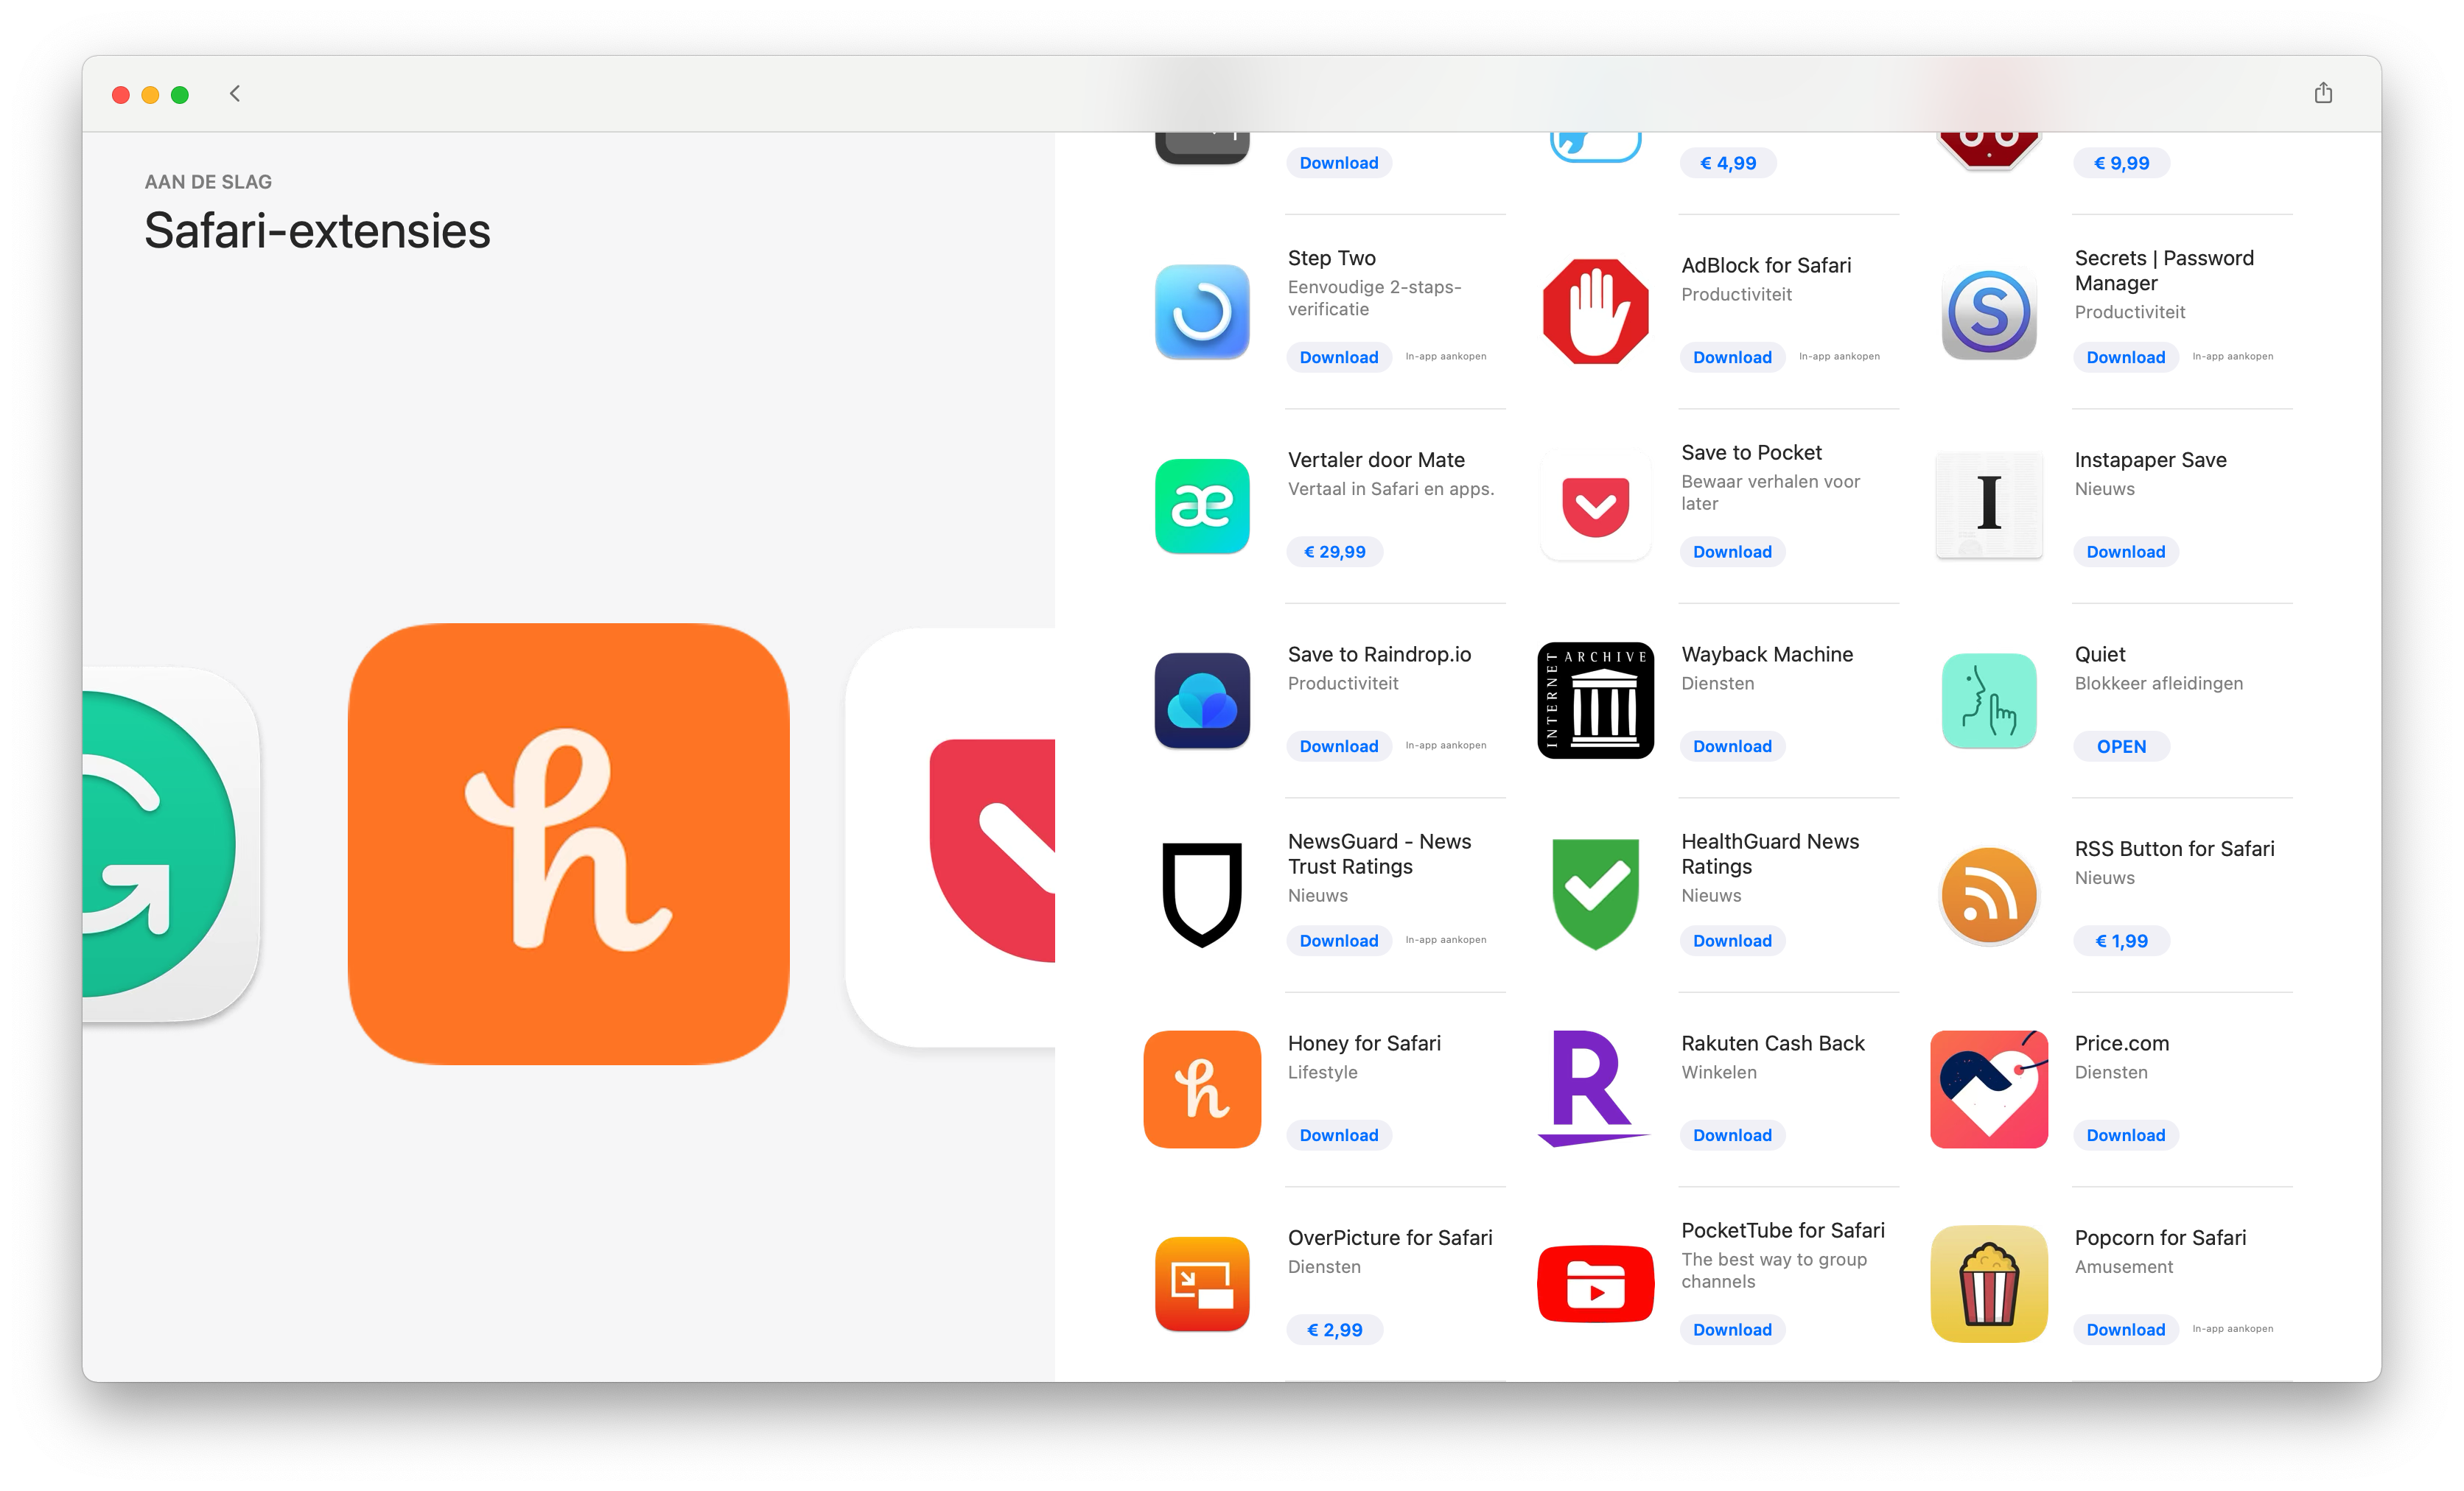 AAN DE SLAG
Safari-extensies
Download
€ 4,99
€ 9,99
Step Two
Eenvoudige 2-staps-
verificatie
Download In-app aankopen
AdBlock for Safari
Productiviteit
Download In-app aankopen
Secrets | Password
Manager
Productiviteit
Download In-app aankopen
Vertaler door Mate
Vertaal in Safari en apps.
€ 29,99
Save to Pocket
Bewaar verhalen voor
later
Download
Instapaper Save
Nieuws
Download
Save to Raindrop.io
Productiviteit
Download In-app aankopen
INTERNET ARCHIVE
Wayback Machine
Diensten
Download
Quiet
Blokkeer afleidingen
OPEN
NewsGuard - News
Trust Ratings
Nieuws
Download In-app aankopen
HealthGuard News
Ratings
Nieuws
Download
RSS Button for Safari
Nieuws
€ 1,99
Honey for Safari
Lifestyle
Download
Rakuten Cash Back
Winkelen
Download
Price.com
Diensten
Download
OverPicture for Safari
Diensten
€ 2,99
PocketTube for Safari
The best way to group
channels
Download
Popcorn for Safari
Amusement
Download In-app aankopen